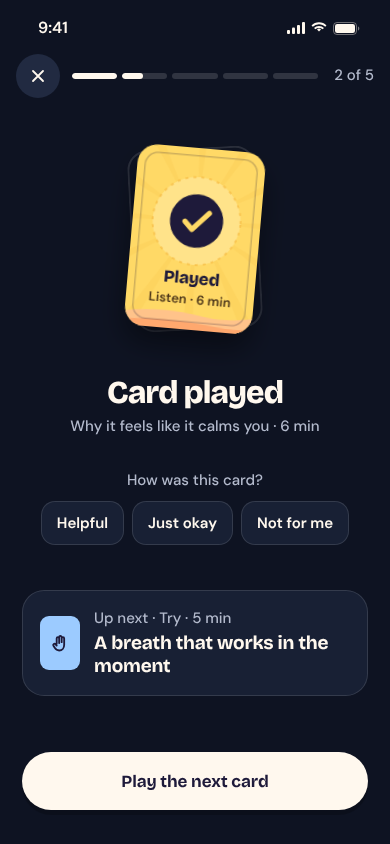 9:41
2 of 5
Played
Listen · 6 min
Card played
Why it feels like it calms you · 6 min
How was this card?
Helpful
Just okay
Not for me
Up next · Try · 5 min
A breath that works in the
moment
Play the next card